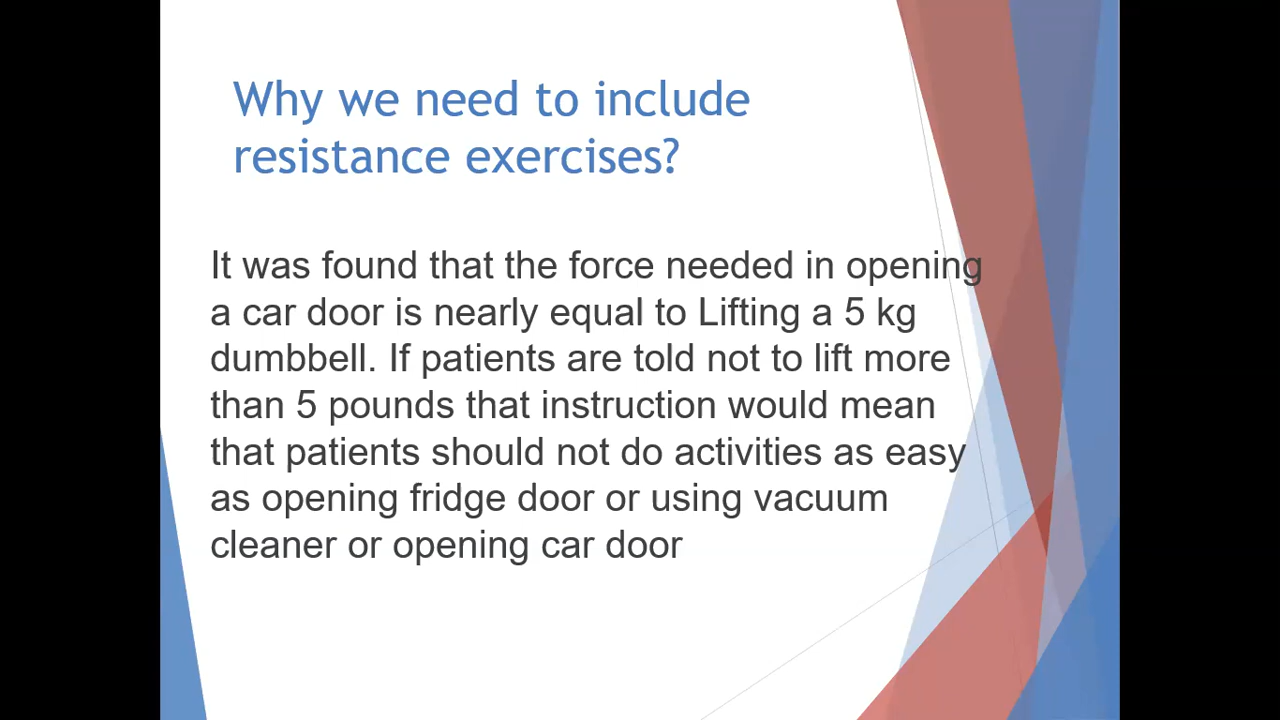 Why we need to include
resistance exercises?
It was found that the force needed in opening
a car door is nearly equal to Lifting a 5 kg
dumbbell. If patients are told not to lift more
than 5 pounds that instruction would mean
that patients should not do activities as easy
as opening fridge door or using vacuum
cleaner or opening car door